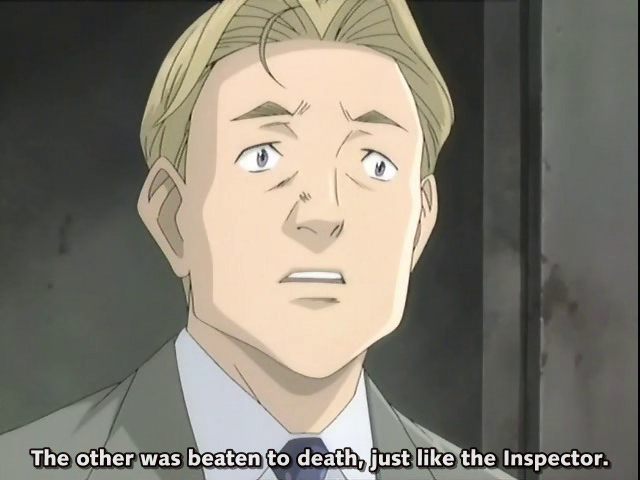 The other was beaten to death, just like the Inspector.